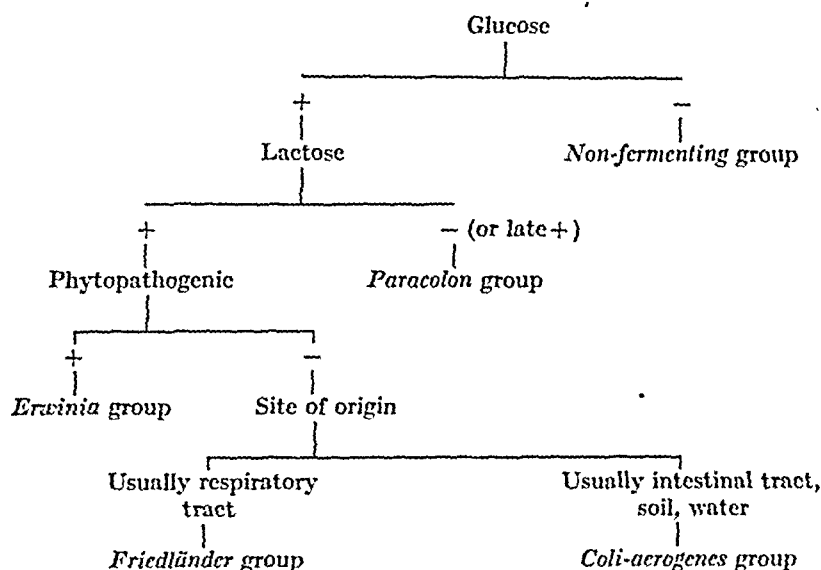 Glucose
+
−
Lactose
Non-fermenting group
+
− (or late +)
Phytopathogenic
Paracolon group
+
−
Erwinia group
Site of origin
Usually respiratory
tract
Usually intestinal tract,
soil, water
Friedländer group
Coli-aerogenes group